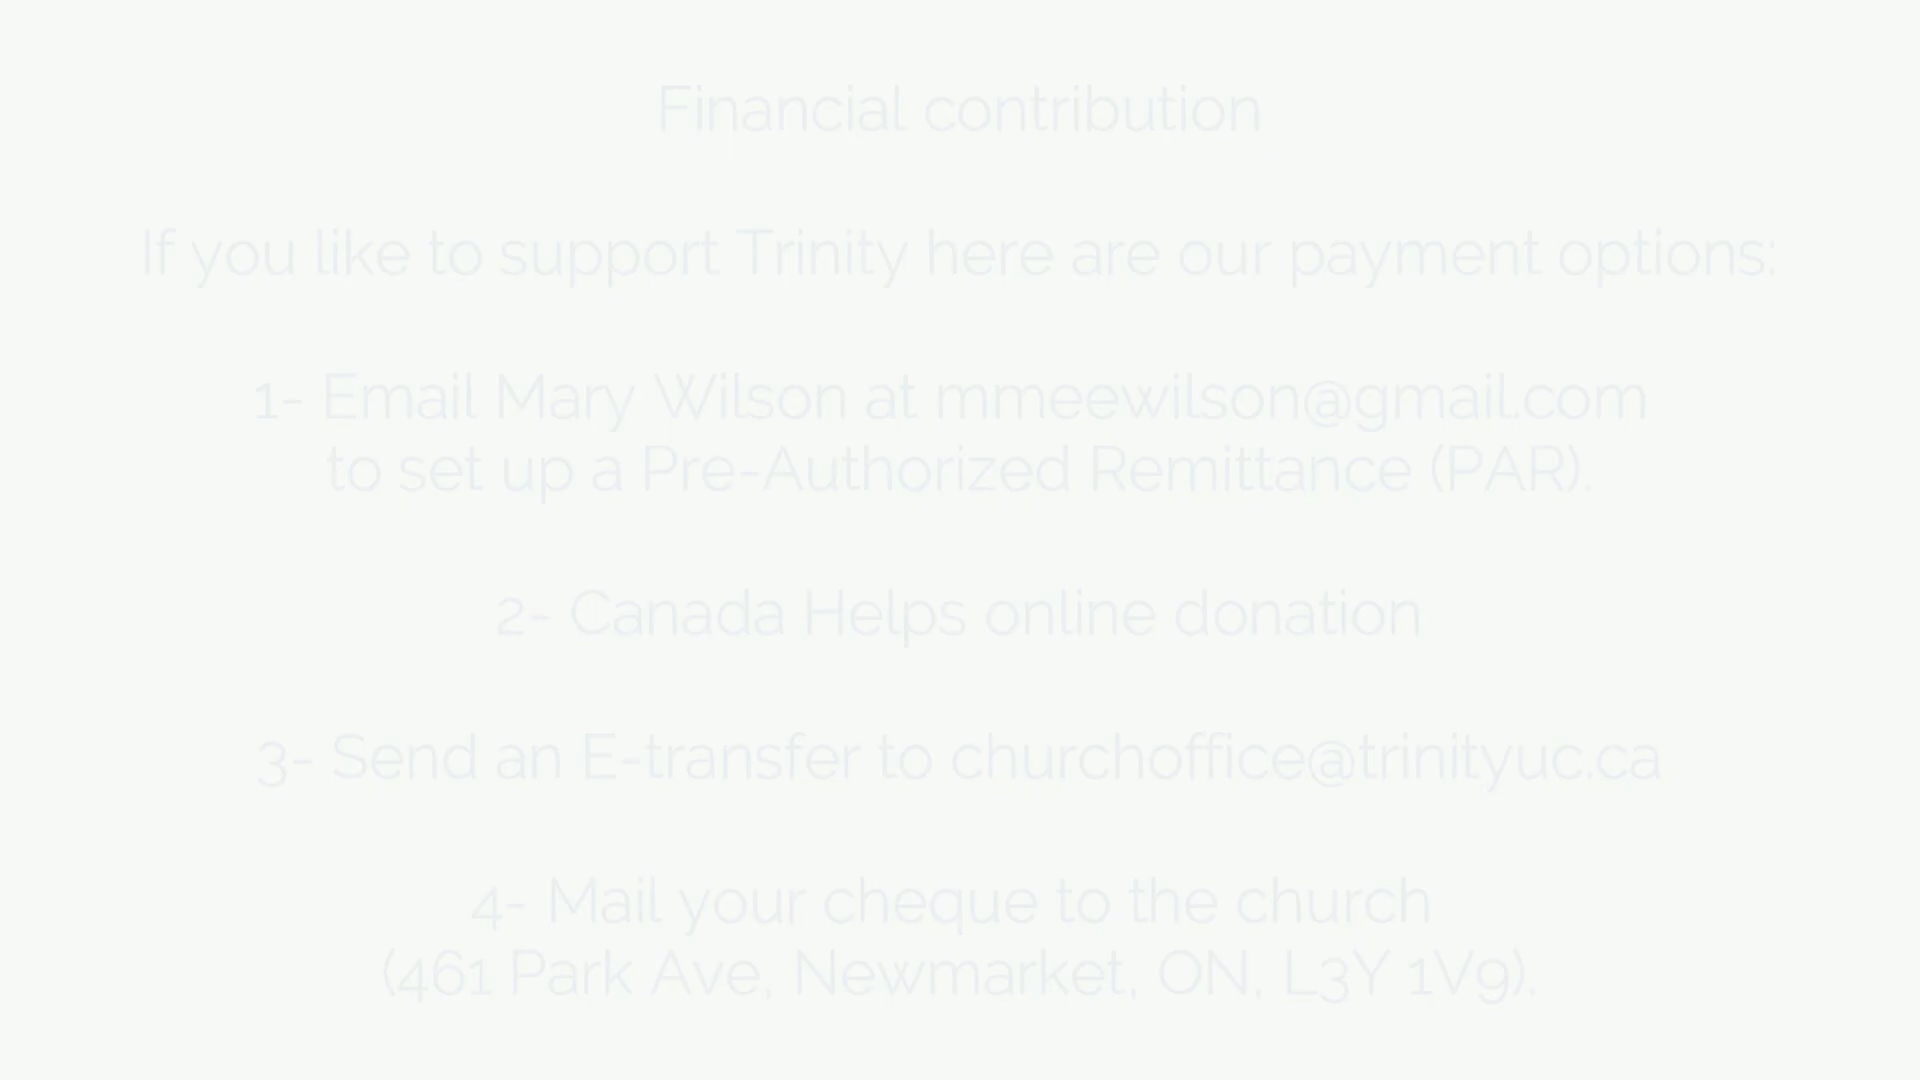 Financial contribution
If you like to support Trinity here are our payment options:
1- Email Mary Wilson at mmeewilson@gmail.com
to set up a Pre-Authorized Remittance (PAR).
2- Canada Helps online donation
3- Send an E-transfer to churchoffice@trinityuc.ca
4- Mail your cheque to the church
(461 Park Ave, Newmarket, ON, L3Y 1V9).